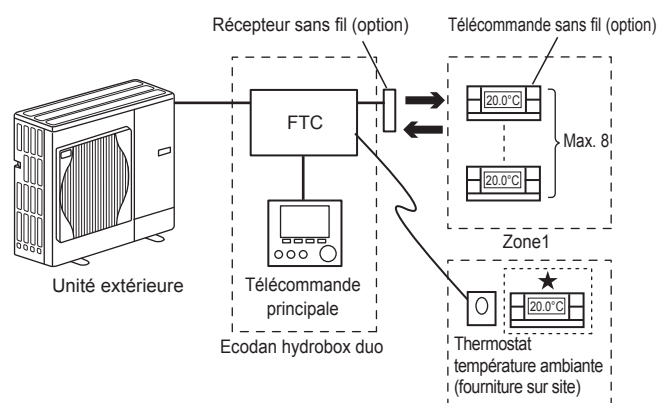 Récepteur sans fil (option)
Télécommande sans fil (option)
FTC
20.0°C
Max. 8
20.0°C
Zone1
Unité extérieure
Télécommande
principale
Ecodan hydrobox duo
★
20.0°C
Thermostat
température ambiante
(fourniture sur site)